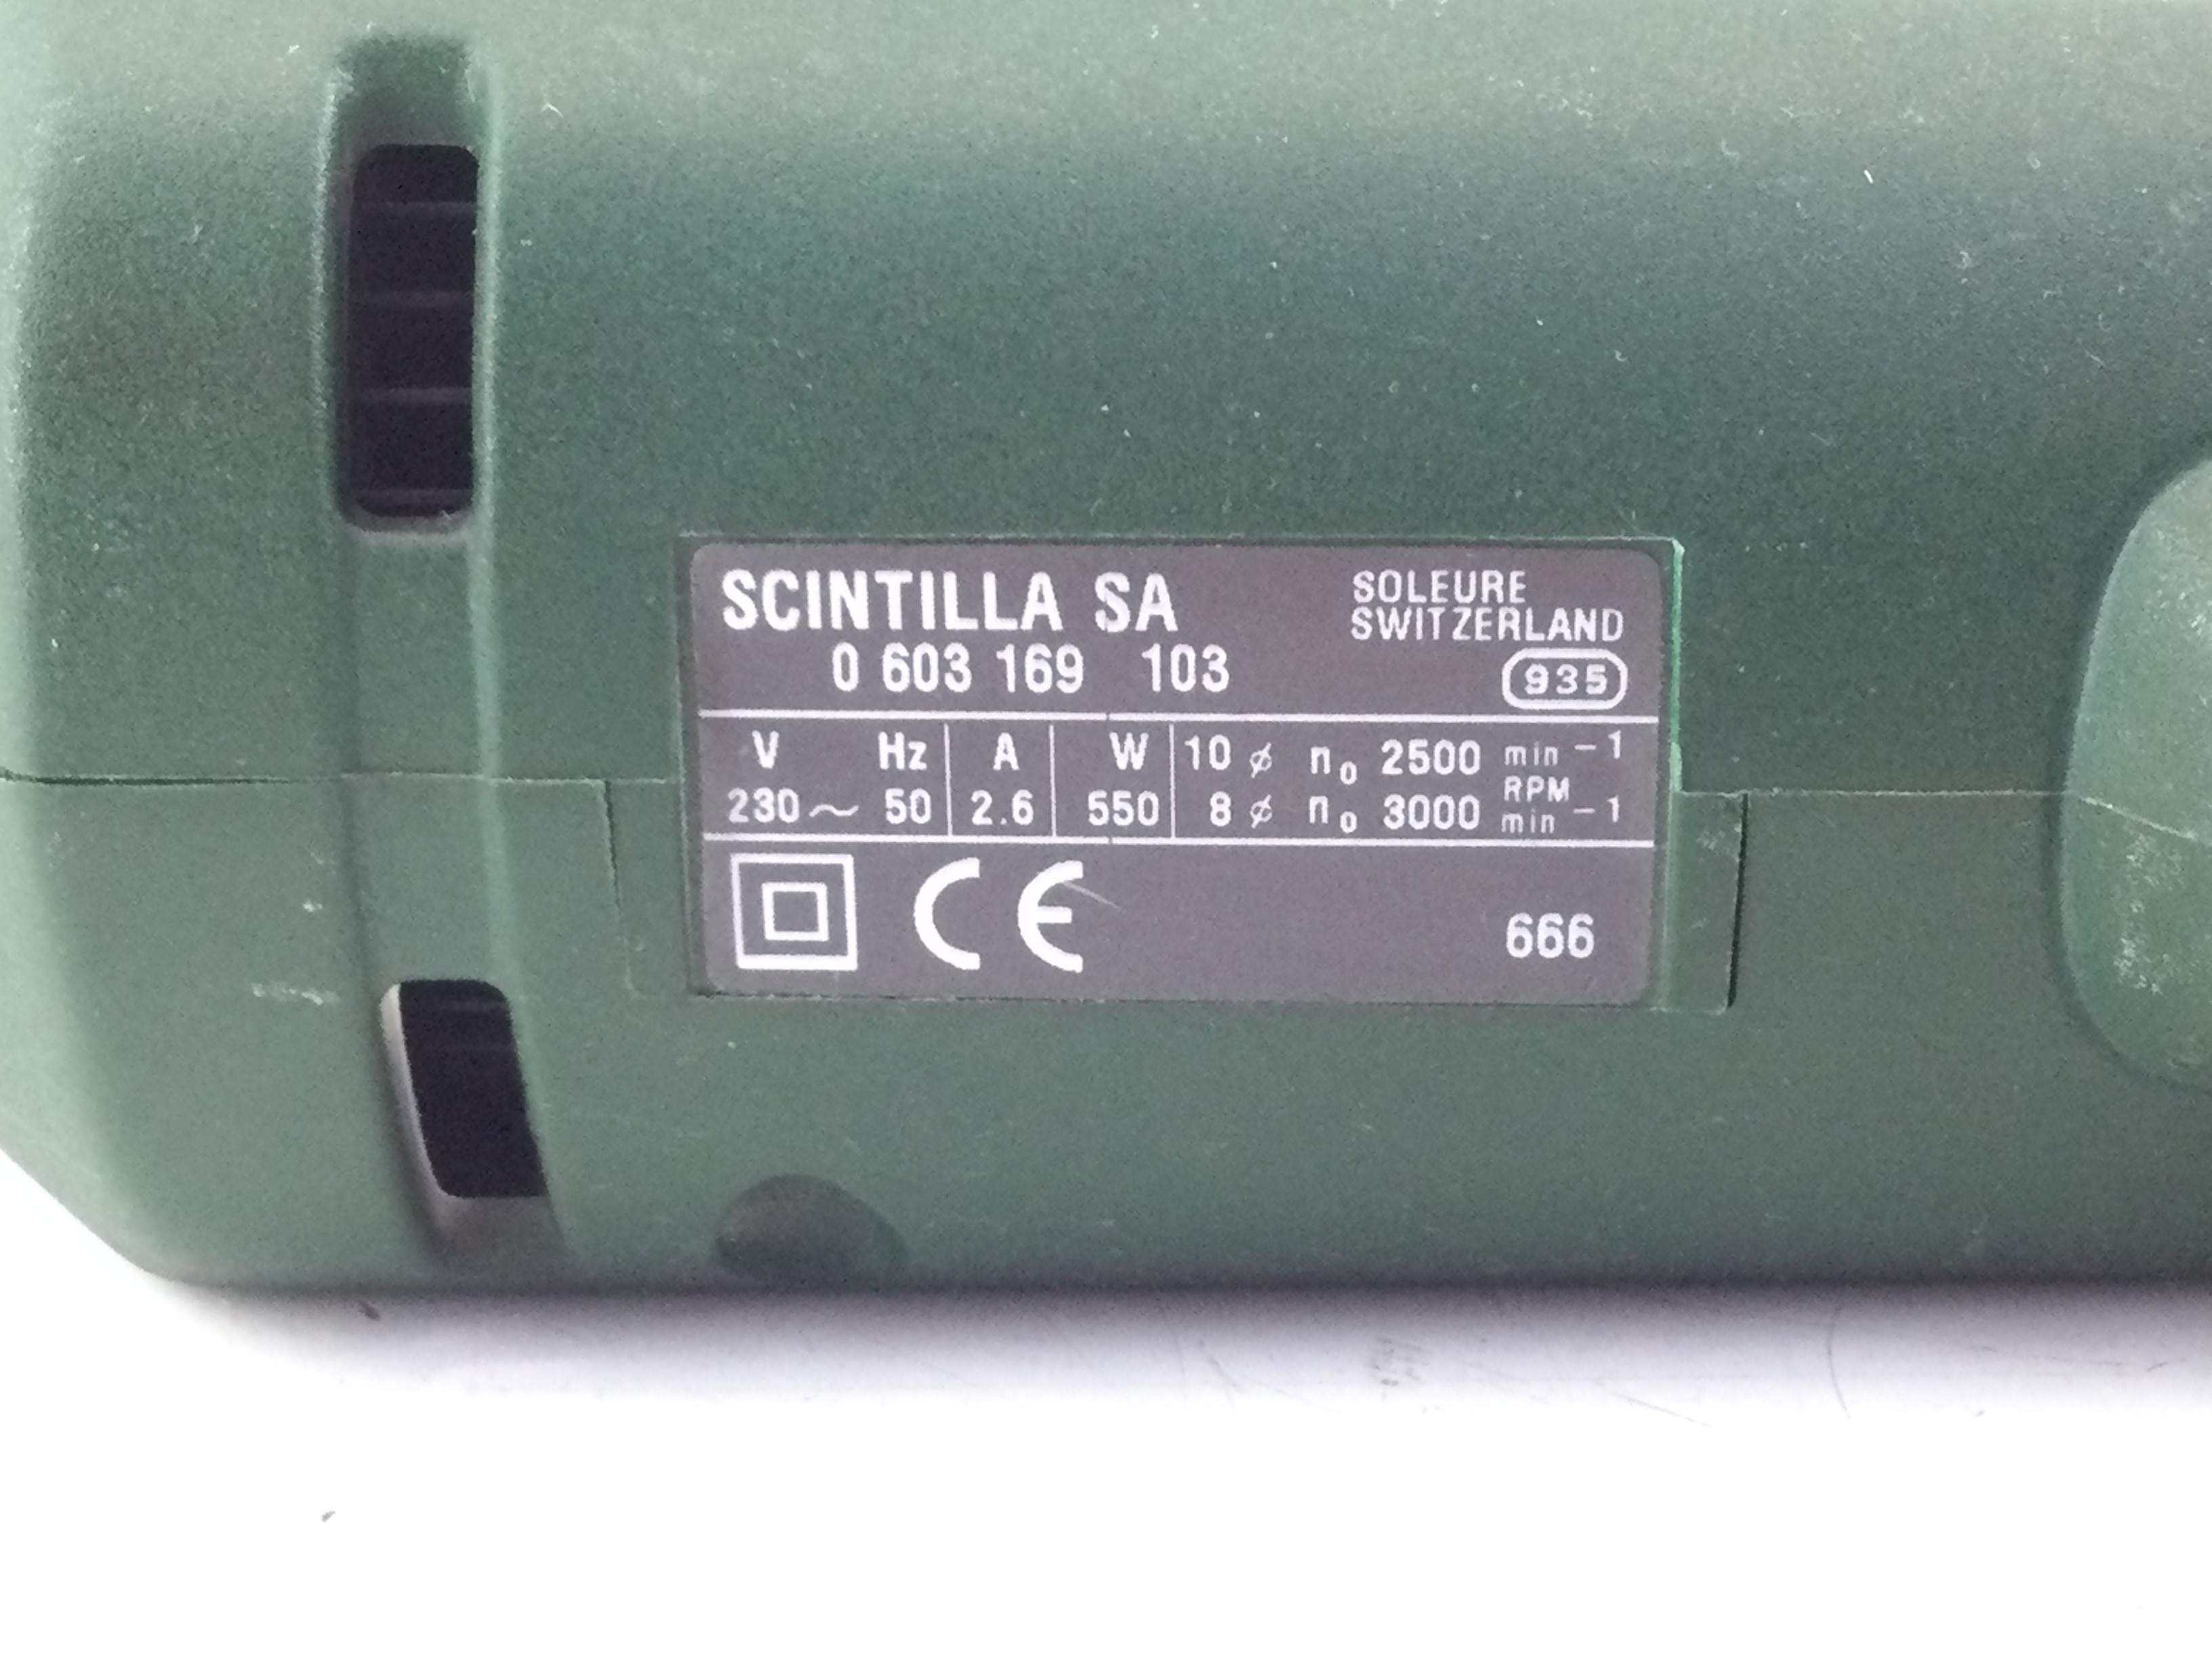 SCINTILLA SA
SOLEURE
SWITZERLAND
0 603 169 103
935
V Hz A W 10 ⌀ n₀ 2500 min⁻¹
RPM
230~ 50 2.6 550 8 ⌀ n₀ 3000 min⁻¹
CE
666